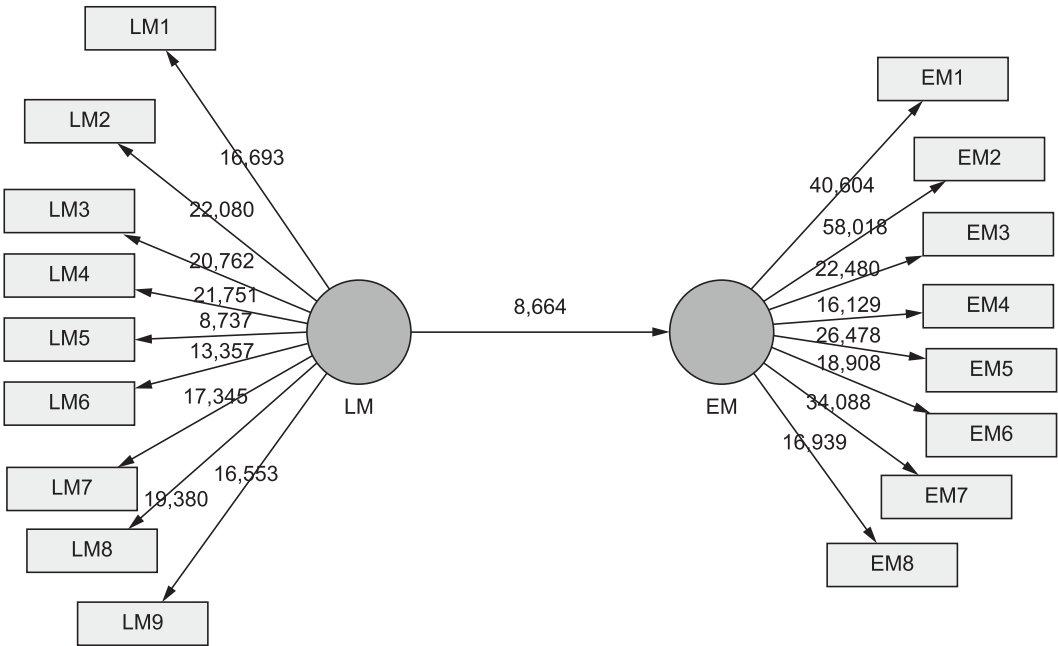 LM1
LM2
LM3
LM4
LM5
LM6
LM7
LM8
LM9
16,693
22,080
20,762
21,751
8,737
13,357
17,345
19,380
16,553
LM
8,664
EM
40,604
58,018
22,480
16,129
26,478
18,908
34,088
16,939
EM1
EM2
EM3
EM4
EM5
EM6
EM7
EM8